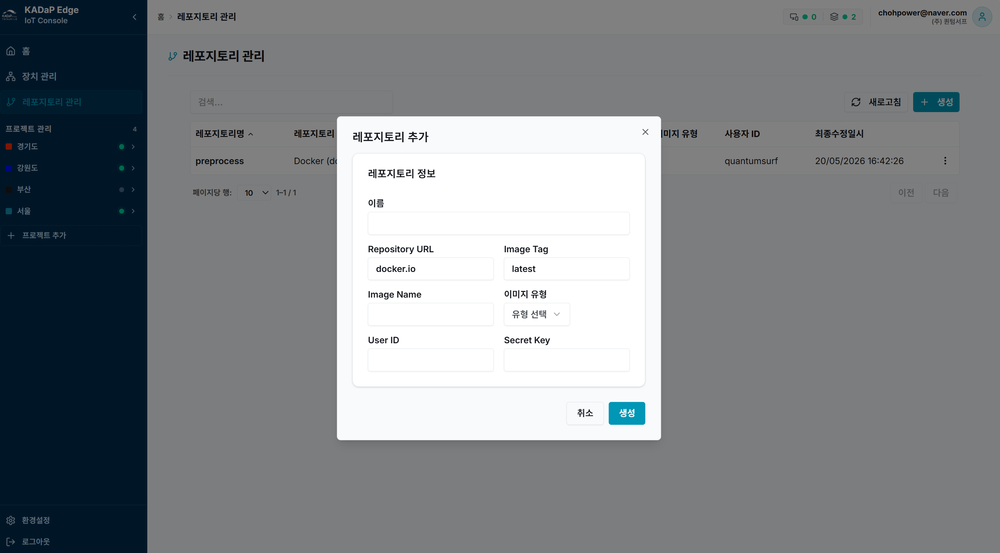 KADaP Edge
IoT Console
홈
장치 관리
레포지토리 관리
프로젝트 관리 4
경기도
강원도
부산
서울
프로젝트 추가
환경설정
로그아웃
홈 > 레포지토리 관리
0 2
chohpower@naver.com
(주) 퀀텀서프
레포지토리 관리
검색...
새로고침
생성
레포지토리명 레포지토리 이미지 유형 사용자 ID 최종수정일시
preprocess Docker (do quantumsurf 20/05/2026 16:42:26
페이지당 행: 10 1–1 / 1
이전 다음
레포지토리 추가
레포지토리 정보
이름
Repository URL Image Tag
docker.io latest
Image Name 이미지 유형
유형 선택
User ID Secret Key
취소 생성